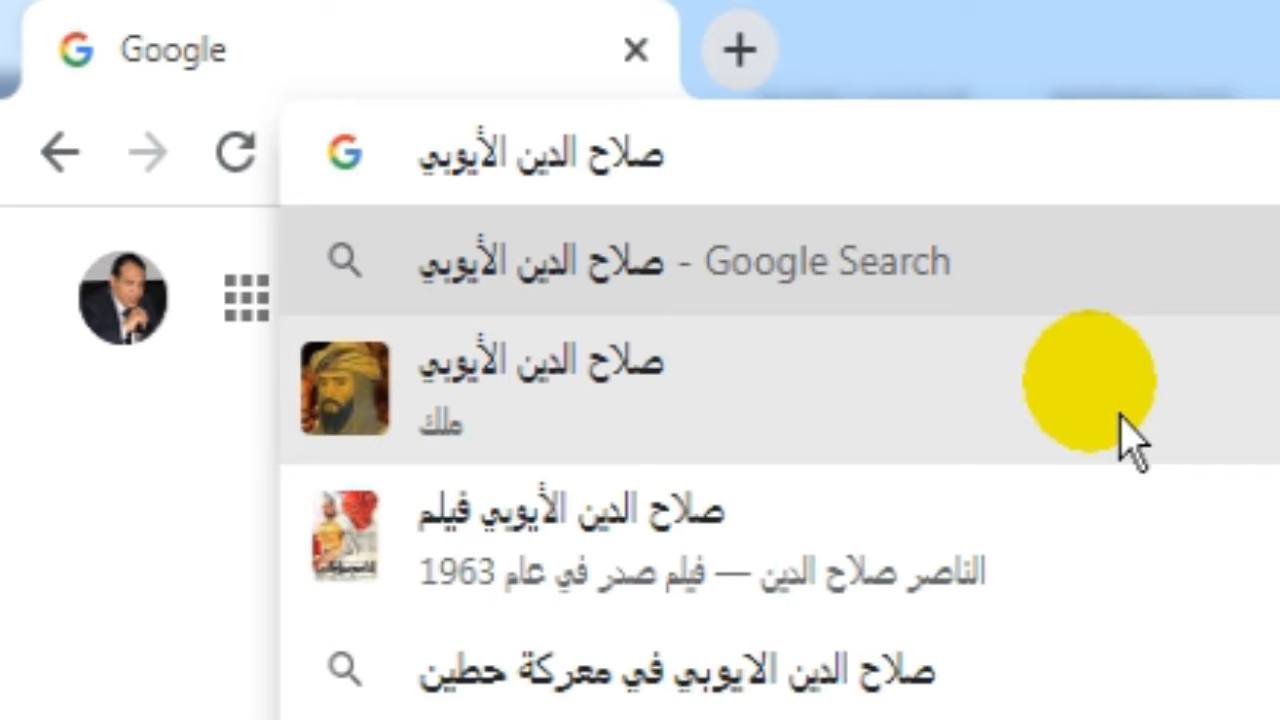 Google
صلاح الدين الأيوبي
صلاح الدين الأيوبي - Google Search
صلاح الدين الأيوبي
ملك
صلاح الدين الأيوبي فيلم
الناصر صلاح الدين — فيلم صدر في عام 1963
صلاح الدين الايوبي في معركة حطين